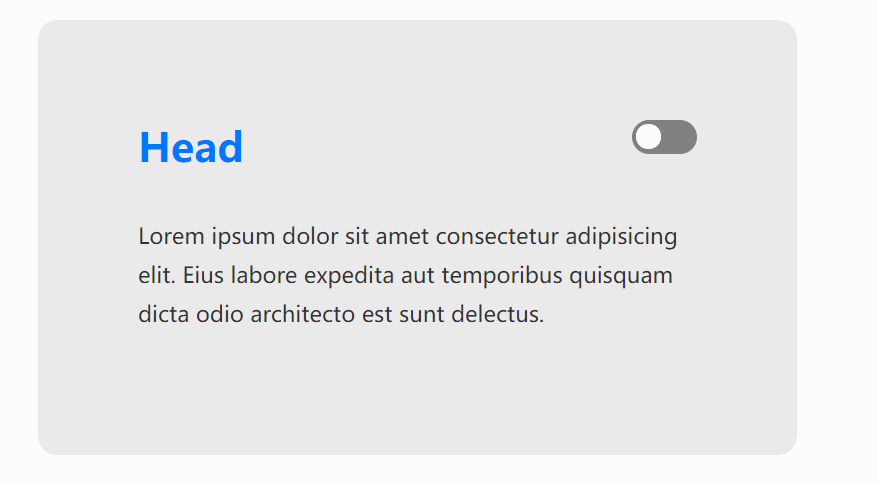 Head
Lorem ipsum dolor sit amet consectetur adipisicing
elit. Eius labore expedita aut temporibus quisquam
dicta odio architecto est sunt delectus.